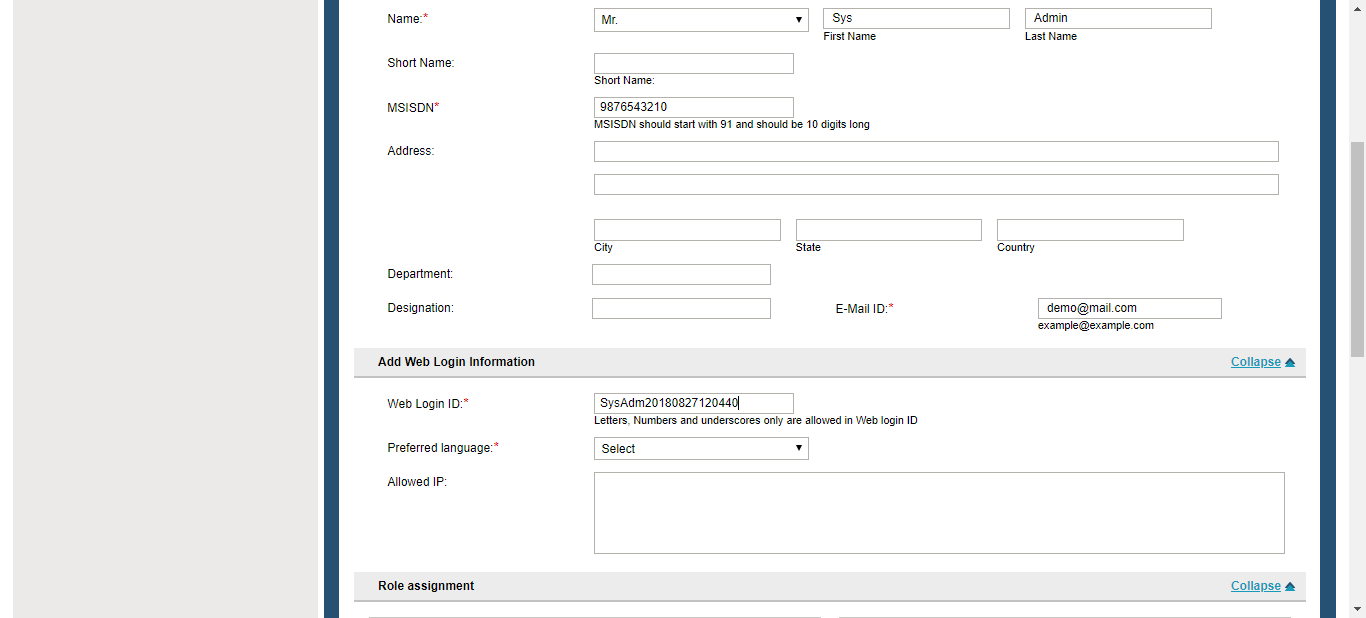 Name:* Mr. Sys Admin
First Name Last Name
Short Name:
Short Name:
MSISDN* 9876543210
MSISDN should start with 91 and should be 10 digits long
Address:
City State Country
Department:
Designation: E-Mail ID:* demo@mail.com
example@example.com
Add Web Login Information Collapse
Web Login ID:* SysAdm20180827120440
Letters, Numbers and underscores only are allowed in Web login ID
Preferred language:* Select
Allowed IP:
Role assignment Collapse